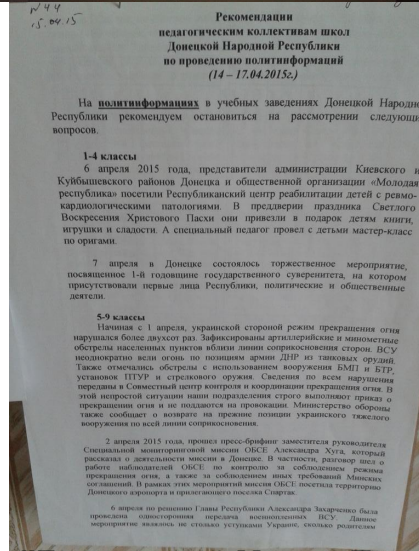 №44
15.04.15
Рекомендации
педагогическим коллективам школ
Донецкой Народной Республики
по проведению политинформаций
(14 – 17.04.2015г.)
На политинформациях в учебных заведениях Донецкой Народно
Республики рекомендуем остановиться на рассмотрении следующи
вопросов.
1-4 классы
6 апреля 2015 года, представители администрации Киевского и
Куйбышевского районов Донецка и общественной организации «Молодая
республика» посетили Республиканский центр реабилитации детей с ревмо-
кардиологическими патологиями. В преддверии праздника Светлого
Воскресения Христового Пасхи они привезли в подарок детям книги,
игрушки и сладости. А специальный педагог провел с детьми мастер-класс
по оригами.
7 апреля в Донецке состоялось торжественное мероприятие,
посвященное 1-й годовщине государственного суверенитета, на котором
присутствовали первые лица Республики, политические и общественные
деятели.
5-9 классы
Начиная с 1 апреля, украинской стороной режим прекращения огня
нарушался более двухсот раз. Зафиксированы артиллерийские и минометные
обстрелы населенных пунктов вблизи линии соприкосновения сторон. ВСУ
неоднократно вели огонь по позициям армии ДНР из танковых орудий.
Также отмечались обстрелы с использованием вооружения БМП и БТР,
установок ПТУР и стрелкового оружия. Сведения по всем нарушениям
переданы в Совместный центр контроля и координации прекращения огня. В
этой непростой ситуации наши подразделения строго выполняют приказ о
прекращении огня и не поддаются на провокации. Министерство обороны
также сообщает о возврате на прежние позиции украинского тяжелого
вооружения по всей линии соприкосновения.
2 апреля 2015 года, прошел пресс-брифинг заместителя руководителя
Специальной мониторинговой миссии ОБСЕ Александра Хуга, который
рассказал о деятельности миссии в Донецке. В частности, разговор шел о
работе наблюдателей ОБСЕ по контролю за соблюдением режима
прекращения огня, а также за соблюдением иных требований Минских
соглашений. В рамках этих мероприятий миссия ОБСЕ посетила территорию
Донецкого аэропорта и прилегающего поселка Спартак.
6 апреля по решению Главы Республики Александра Захарченко была
проведена односторонняя передача военнопленных ВСУ. Данное
мероприятие являлось не столько уступками Украине, сколько родителям